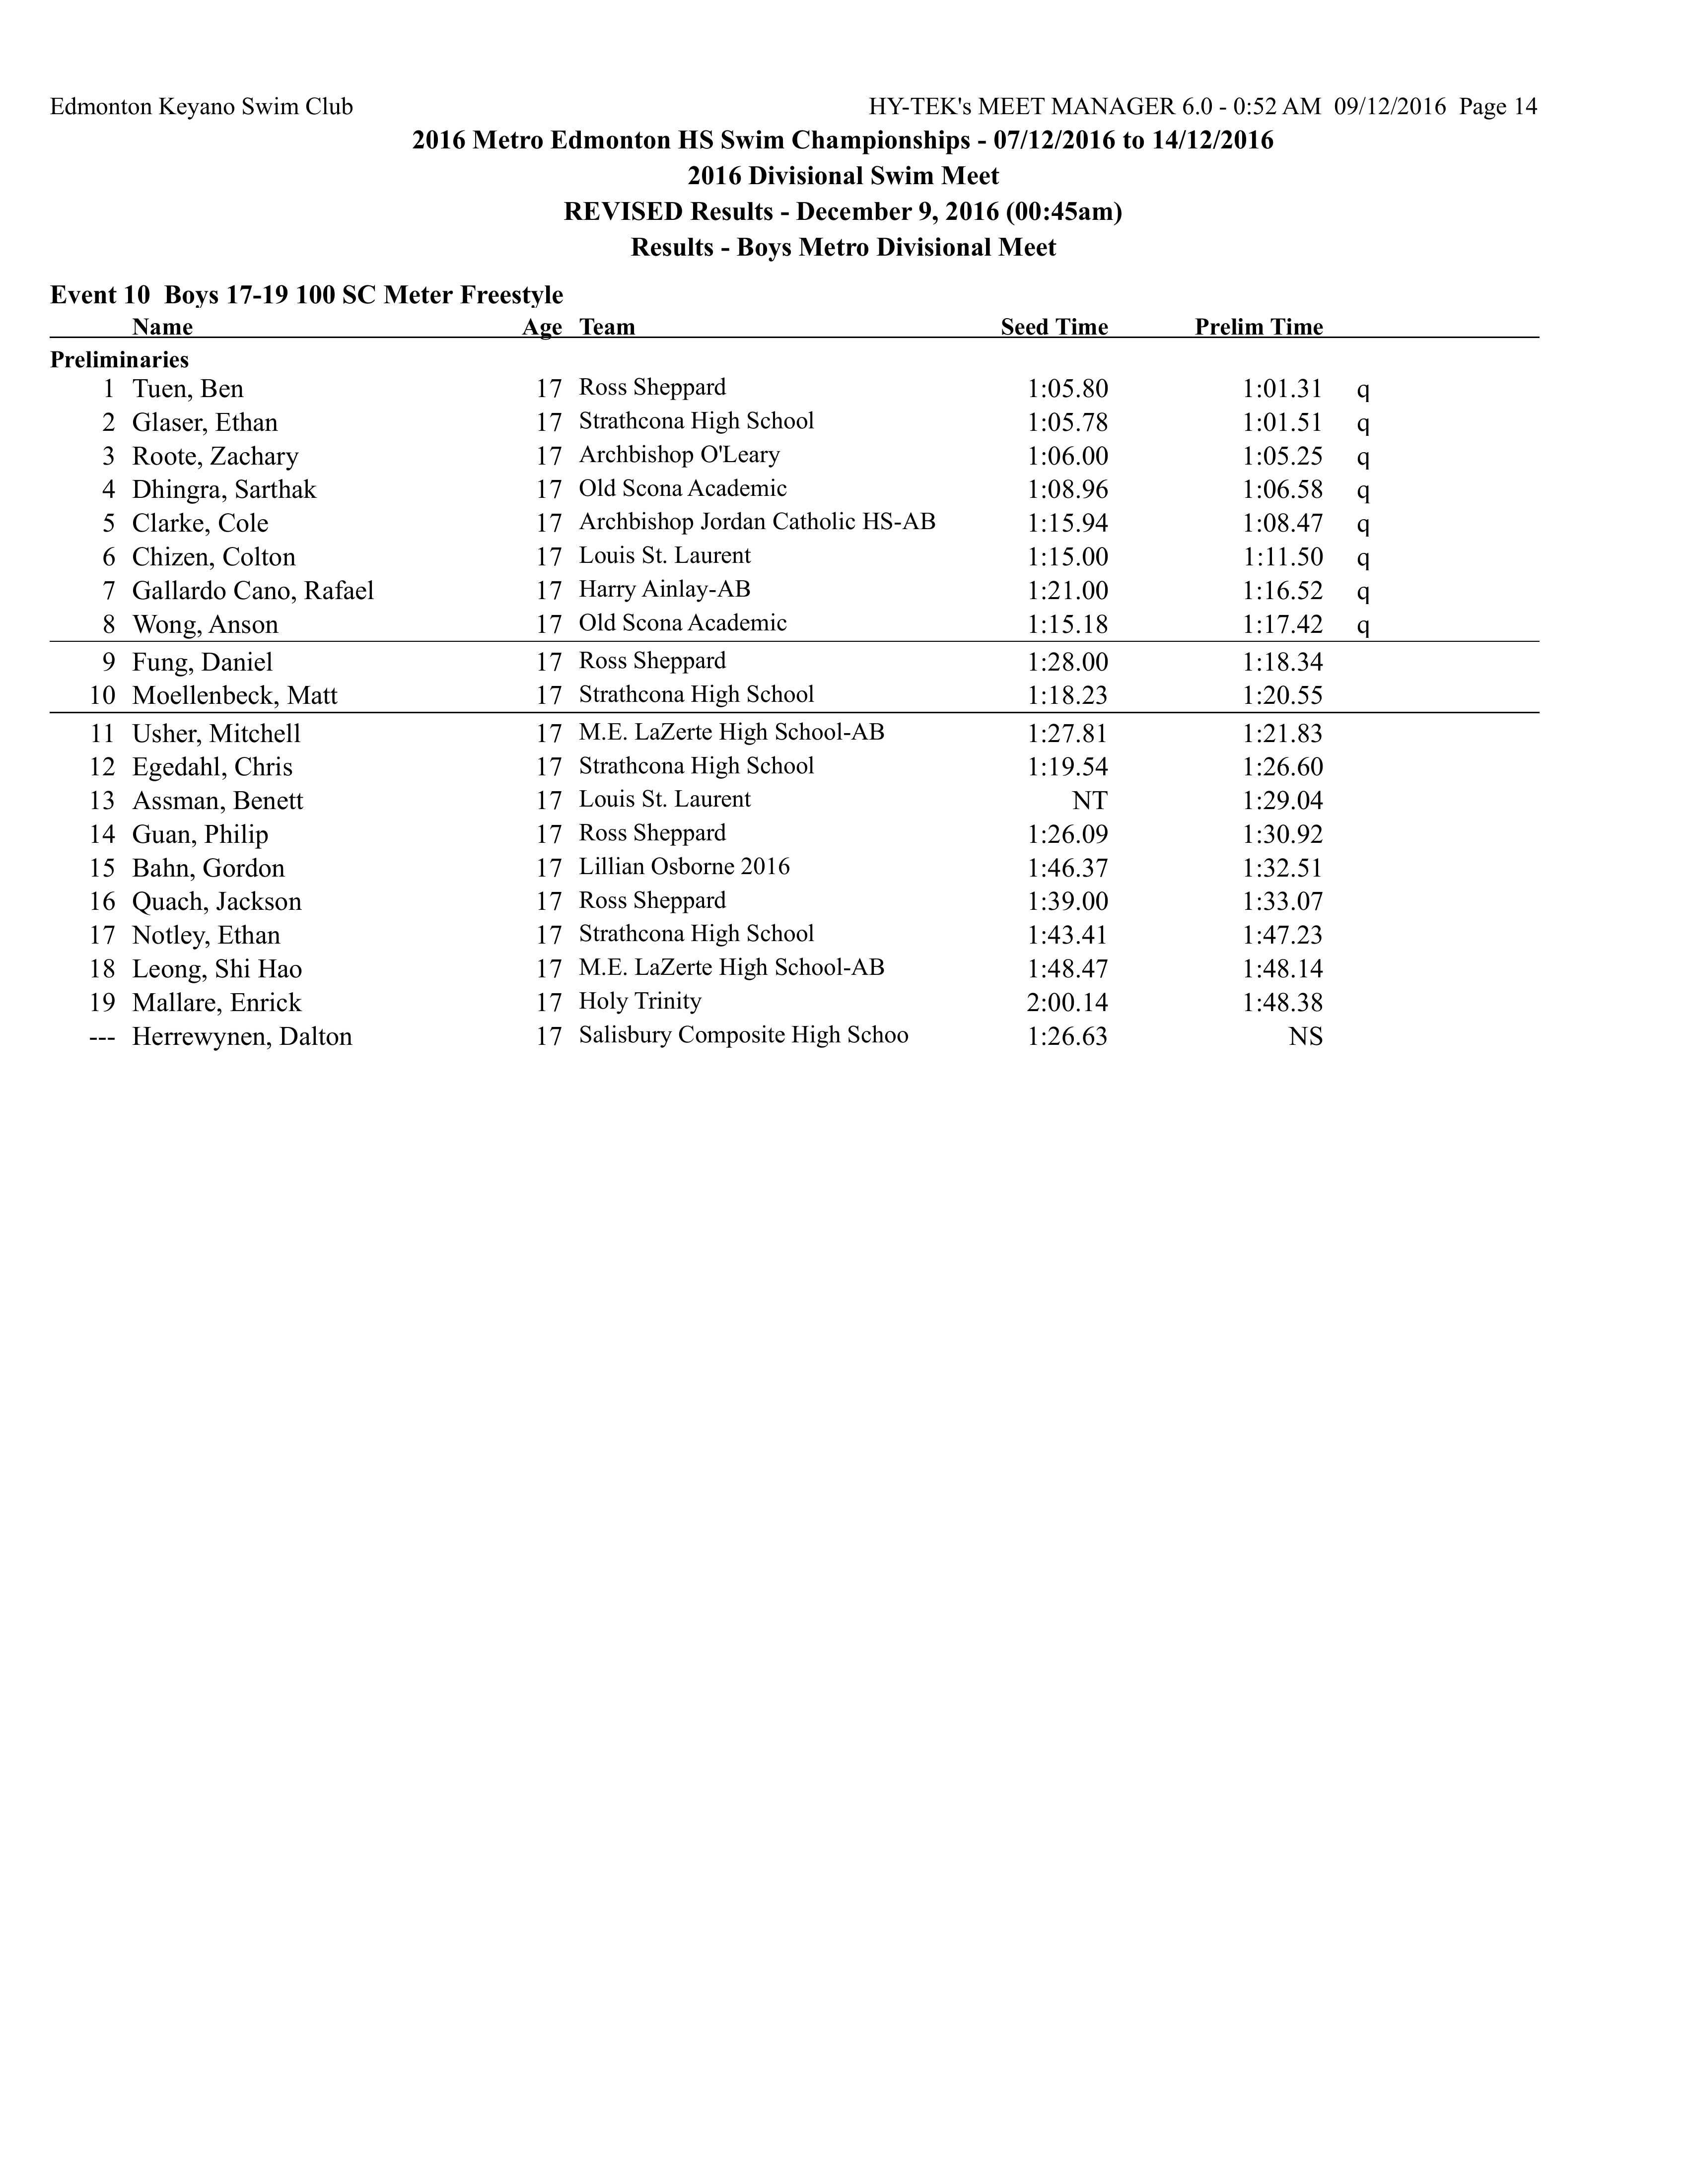 Edmonton Keyano Swim Club HY-TEK's MEET MANAGER 6.0 - 0:52 AM 09/12/2016 Page 14
2016 Metro Edmonton HS Swim Championships - 07/12/2016 to 14/12/2016
2016 Divisional Swim Meet
REVISED Results - December 9, 2016 (00:45am)
Results - Boys Metro Divisional Meet
Event 10 Boys 17-19 100 SC Meter Freestyle
Name Age Team Seed Time Prelim Time
Preliminaries
1 Tuen, Ben 17 Ross Sheppard 1:05.80 1:01.31 q
2 Glaser, Ethan 17 Strathcona High School 1:05.78 1:01.51 q
3 Roote, Zachary 17 Archbishop O'Leary 1:06.00 1:05.25 q
4 Dhingra, Sarthak 17 Old Scona Academic 1:08.96 1:06.58 q
5 Clarke, Cole 17 Archbishop Jordan Catholic HS-AB 1:15.94 1:08.47 q
6 Chizen, Colton 17 Louis St. Laurent 1:15.00 1:11.50 q
7 Gallardo Cano, Rafael 17 Harry Ainlay-AB 1:21.00 1:16.52 q
8 Wong, Anson 17 Old Scona Academic 1:15.18 1:17.42 q
9 Fung, Daniel 17 Ross Sheppard 1:28.00 1:18.34
10 Moellenbeck, Matt 17 Strathcona High School 1:18.23 1:20.55
11 Usher, Mitchell 17 M.E. LaZerte High School-AB 1:27.81 1:21.83
12 Egedahl, Chris 17 Strathcona High School 1:19.54 1:26.60
13 Assman, Benett 17 Louis St. Laurent NT 1:29.04
14 Guan, Philip 17 Ross Sheppard 1:26.09 1:30.92
15 Bahn, Gordon 17 Lillian Osborne 2016 1:46.37 1:32.51
16 Quach, Jackson 17 Ross Sheppard 1:39.00 1:33.07
17 Notley, Ethan 17 Strathcona High School 1:43.41 1:47.23
18 Leong, Shi Hao 17 M.E. LaZerte High School-AB 1:48.47 1:48.14
19 Mallare, Enrick 17 Holy Trinity 2:00.14 1:48.38
--- Herrewynen, Dalton 17 Salisbury Composite High Schoo 1:26.63 NS